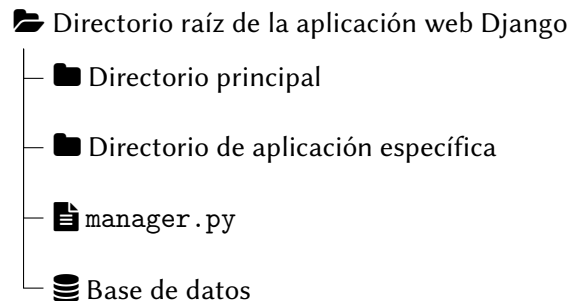 Directorio raíz de la aplicación web Django
Directorio principal
Directorio de aplicación específica
manager.py
Base de datos